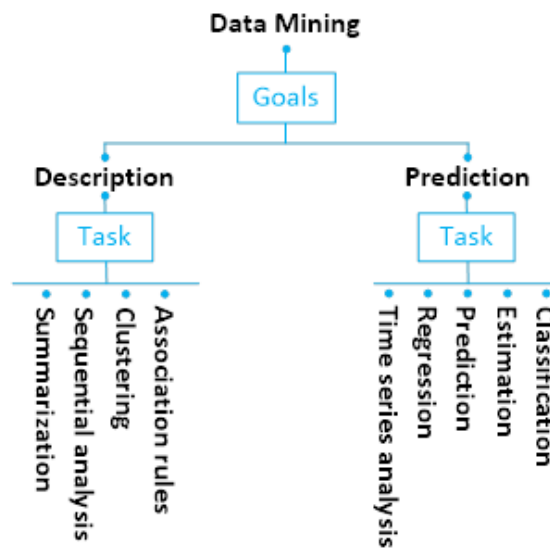 Data Mining
Goals
Description
Prediction
Task
Task
Summarization
Sequential analysis
Clustering
Association rules
Time series analysis
Regression
Prediction
Estimation
Classification